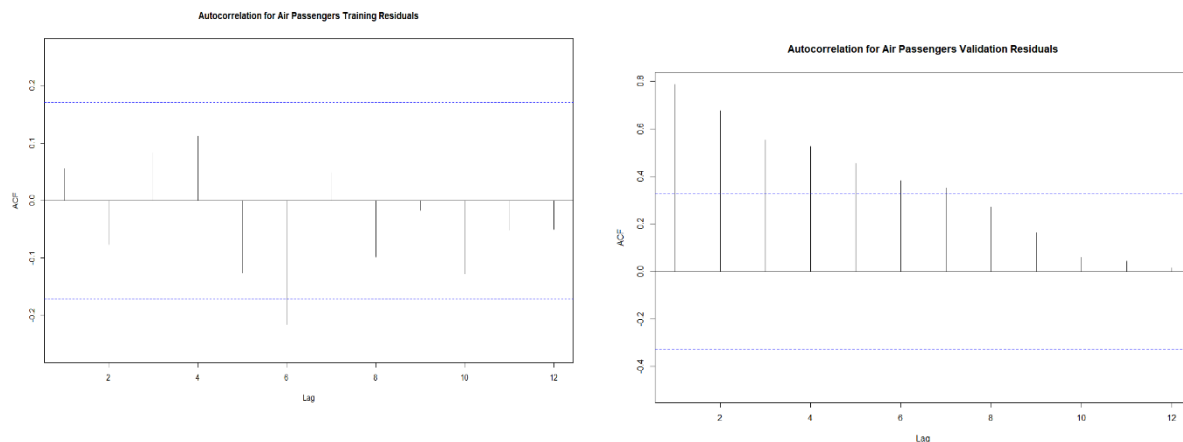 Autocorrelation for Air Passengers Training Residuals
0.2
0.1
0.0
-0.1
-0.2
ACF
2 4 6 8 10 12
Lag
Autocorrelation for Air Passengers Validation Residuals
0.8
0.6
0.4
0.2
0.0
-0.2
-0.4
ACF
2 4 6 8 10 12
Lag